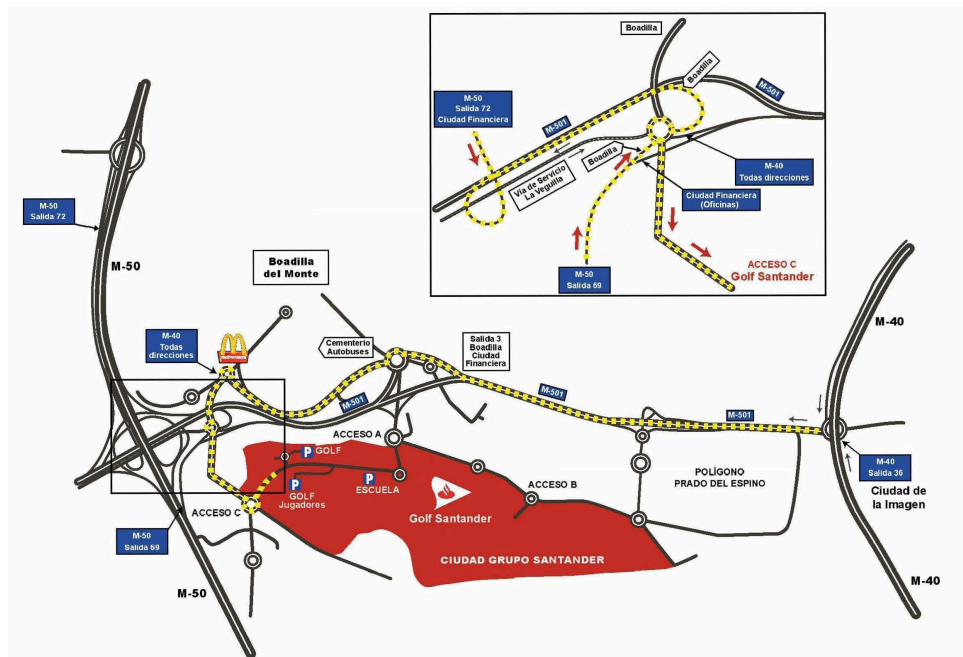 Boadilla
Boadilla
M-501
M-50
Salida 72
Ciudad Financiera
M-501
Boadilla
Vía de Servicio
La Veguilla
M-40
Todas direcciones
Ciudad Financiera
(Oficinas)
M-50
Salida 69
ACCESO C
Golf Santander
M-50
Salida 72
M-50
Boadilla
del Monte
M-40
Todas
direcciones
Cementerio
Autobuses
Salida 3
Boadilla
Ciudad
Financiera
M-40
M-501
M-501
M-501
ACCESO A
P
GOLF
P
GOLF
Jugadores
P
ESCUELA
ACCESO B
POLÍGONO
PRADO DEL ESPINO
M-40
Salida 36
Ciudad de
la Imagen
ACCESO C
Golf Santander
M-50
Salida 69
CIUDAD GRUPO SANTANDER
M-50
M-40